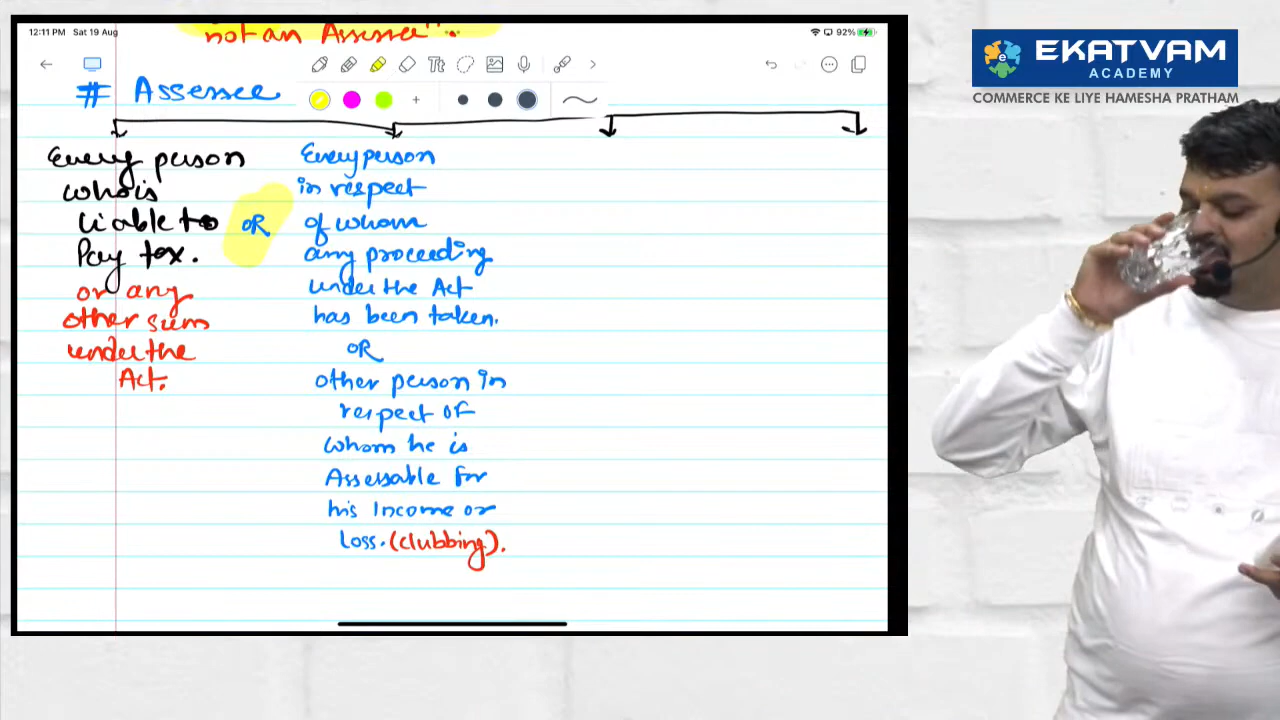 12:11 PM Sat 19 Aug
92%
not an Assessee".
# Assessee
Every person
who is
liable to
Pay tax.
or any
other sum
under the
Act.
OR
Every person
in respect
of whom
any proceeding
under the Act
has been taken.
OR
other person in
respect OF
whom he is
Assessable for
his Income or
loss. (clubbing).
EKATVAM
ACADEMY
COMMERCE KE LIYE HAMESHA PRATHAM